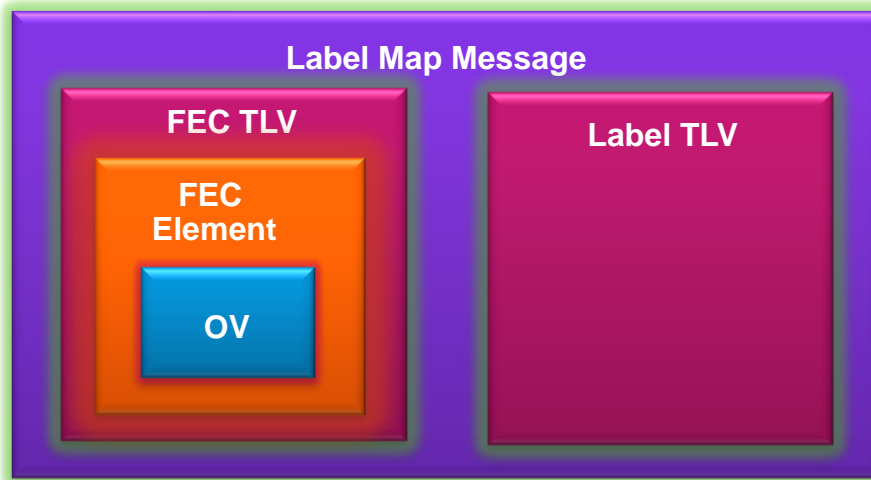 Label Map Message
FEC TLV
Label TLV
FEC
Element
OV